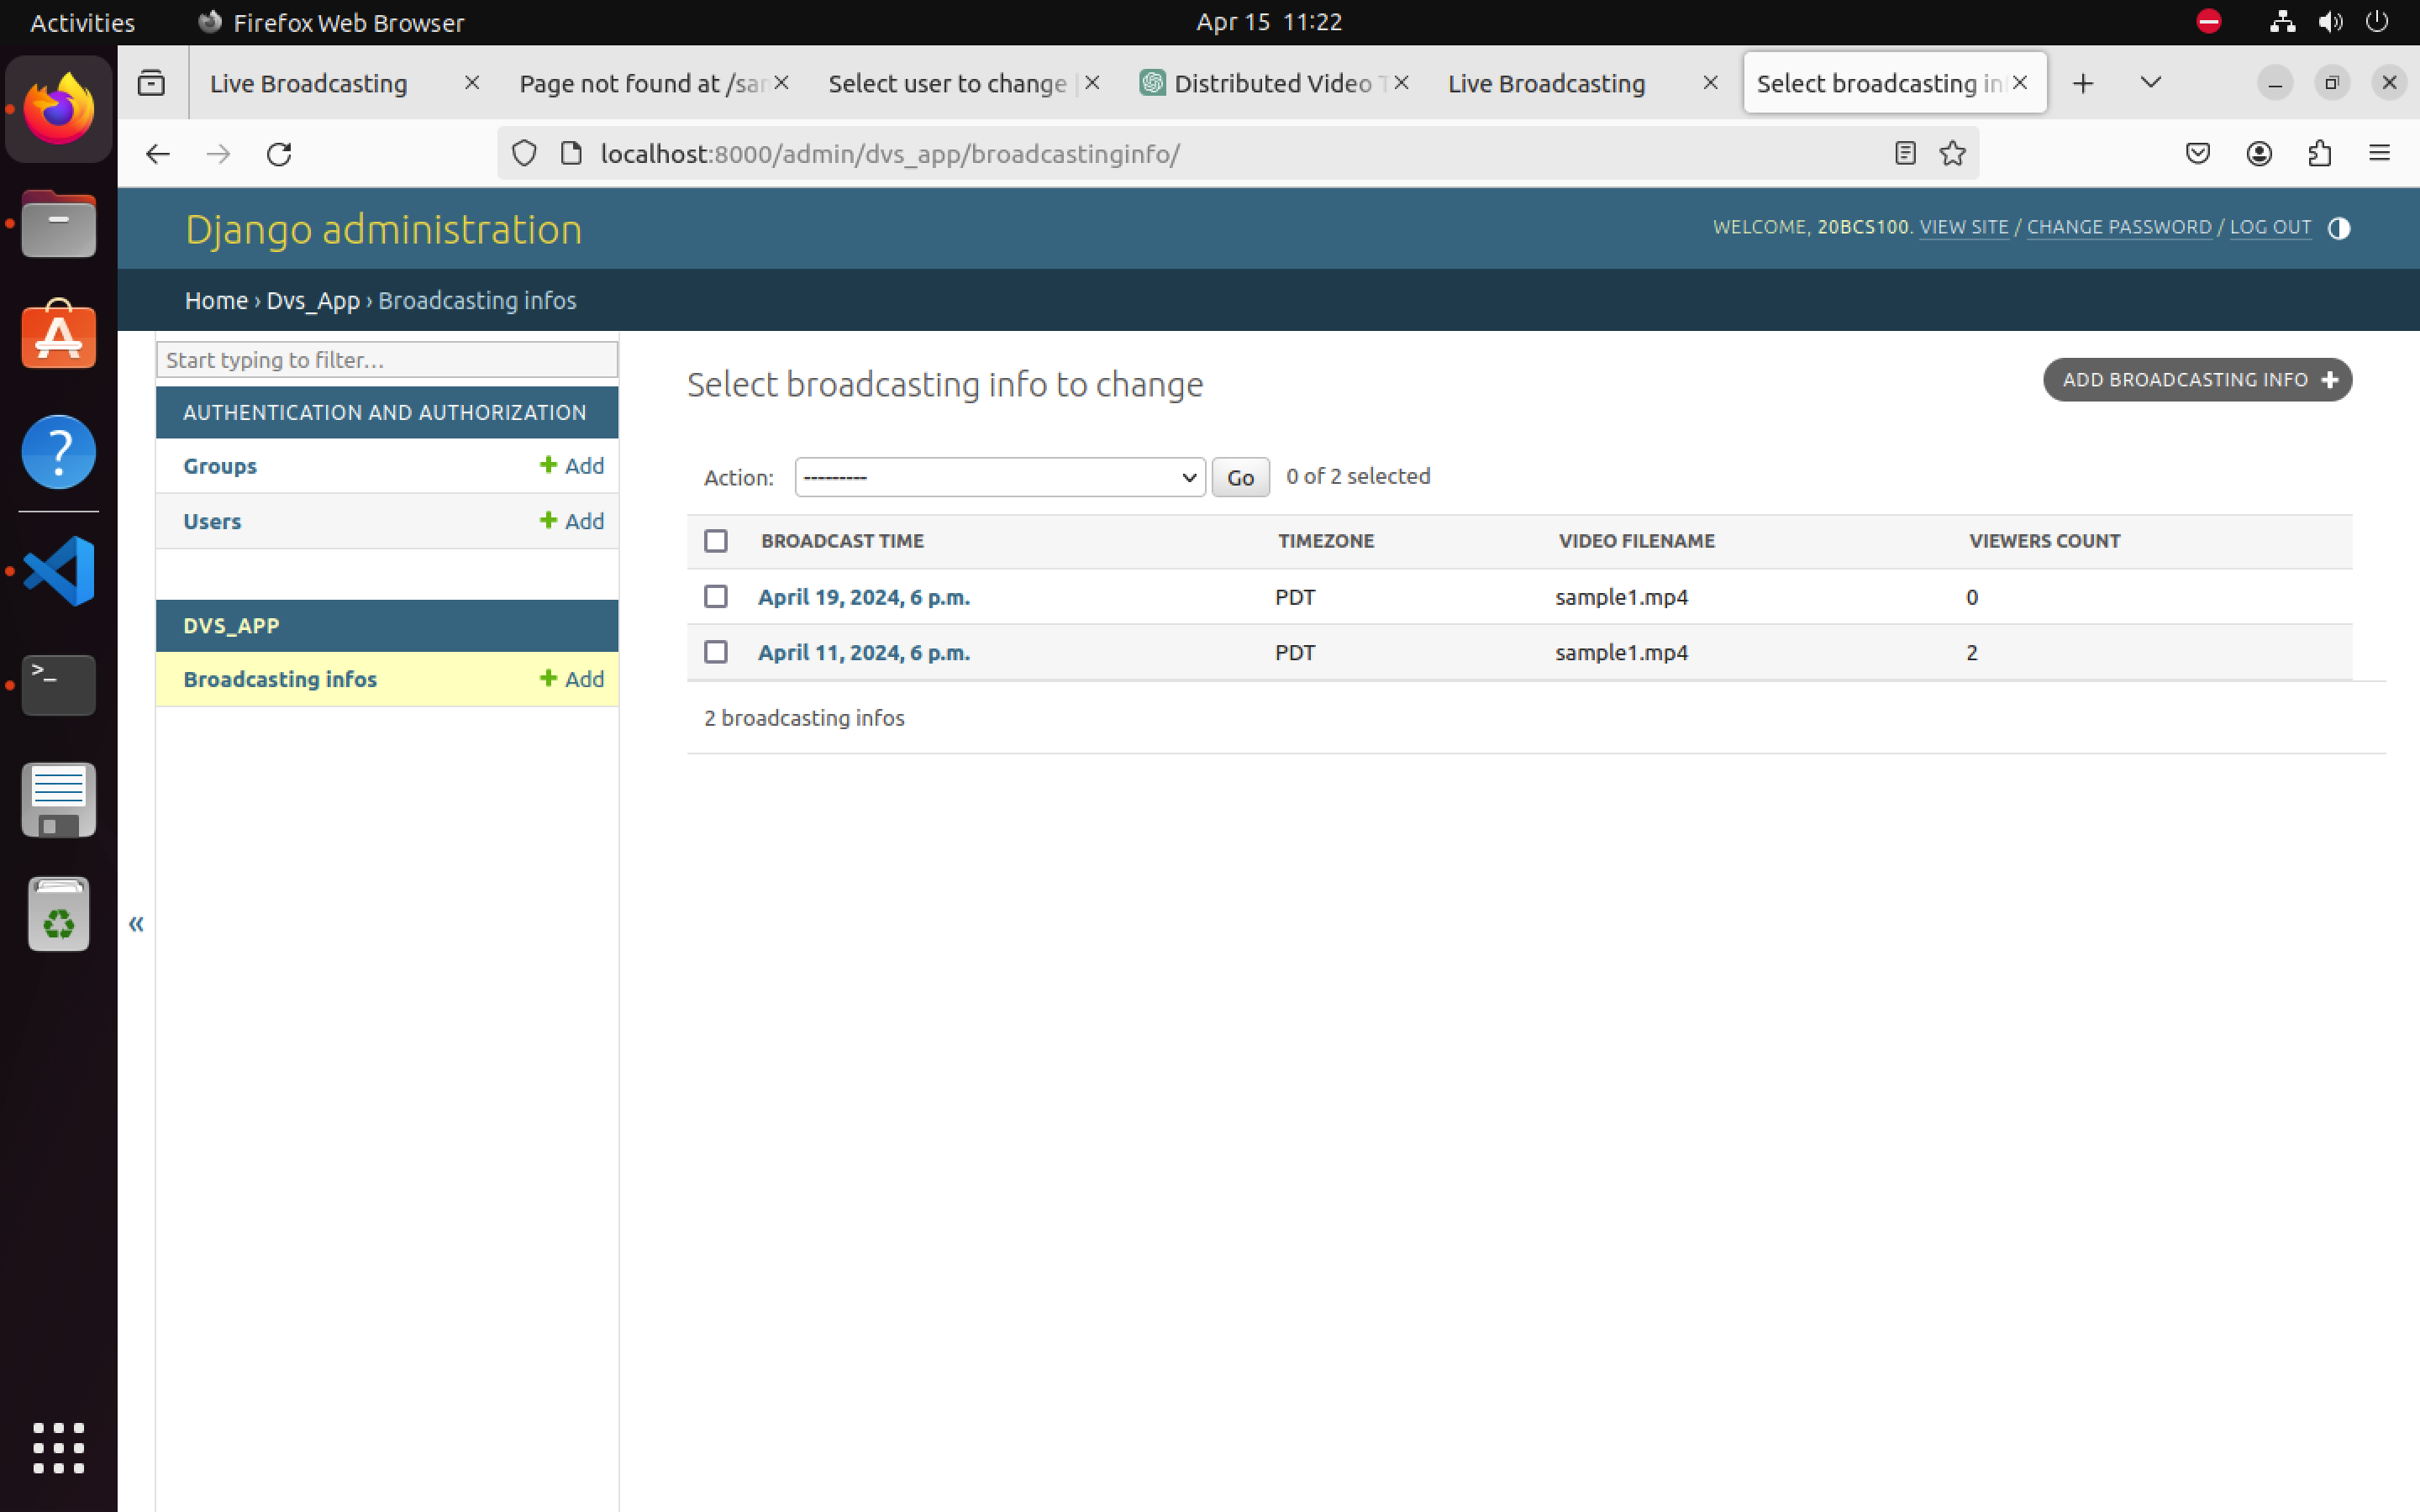 Activities Firefox Web Browser Apr 15 11:22
Live Broadcasting Page not found at /sar Select user to change | Distributed Video T Live Broadcasting Select broadcasting in
localhost:8000/admin/dvs_app/broadcastinginfo/
Django administration
WELCOME, 20BCS100. VIEW SITE / CHANGE PASSWORD / LOG OUT
Home › Dvs_App › Broadcasting infos
Start typing to filter...
AUTHENTICATION AND AUTHORIZATION
Groups Add
Users Add
DVS_APP
Broadcasting infos Add
«
Select broadcasting info to change
ADD BROADCASTING INFO
Action: --------- Go 0 of 2 selected
BROADCAST TIME TIMEZONE VIDEO FILENAME VIEWERS COUNT
April 19, 2024, 6 p.m. PDT sample1.mp4 0
April 11, 2024, 6 p.m. PDT sample1.mp4 2
2 broadcasting infos